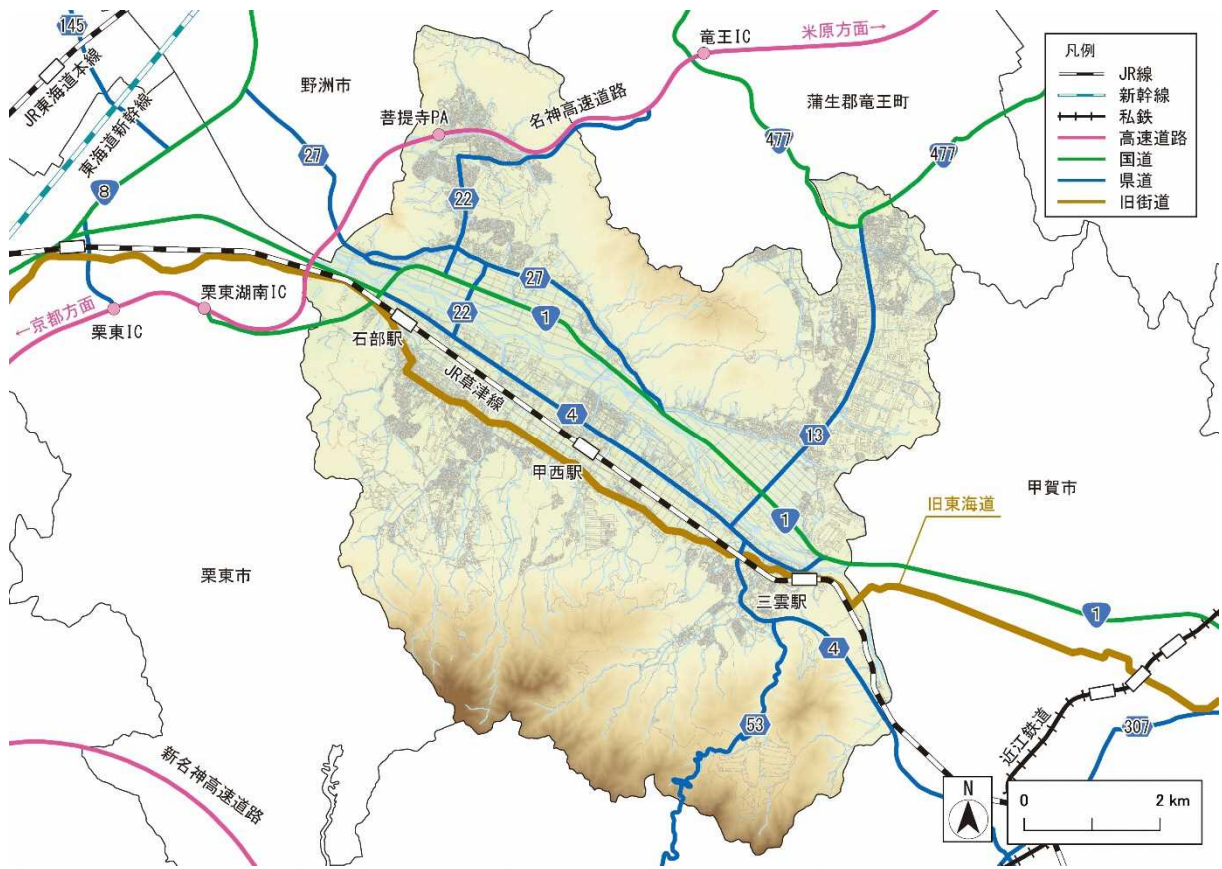 145
JR東海道本線
東海道新幹線
野洲市
8
27
菩提寺PA
名神高速道路
竜王IC
米原方面→
蒲生郡竜王町
477
477
凡例
JR線
新幹線
私鉄
高速道路
国道
県道
旧街道
22
27
22
1
←京都方面
栗東IC
栗東湖南IC
石部駅
JR草津線
4
甲西駅
13
甲賀市
1
旧東海道
栗東市
三雲駅
4
1
53
近江鉄道
307
新名神高速道路
N
0
2 km